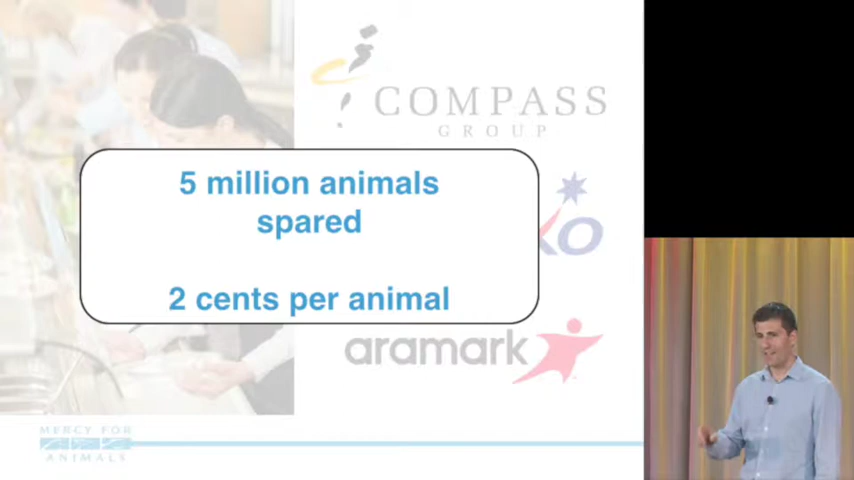 COMPASS
GROUP
5 million animals
spared
2 cents per animal
aramark
MERCY FOR
ANIMALS